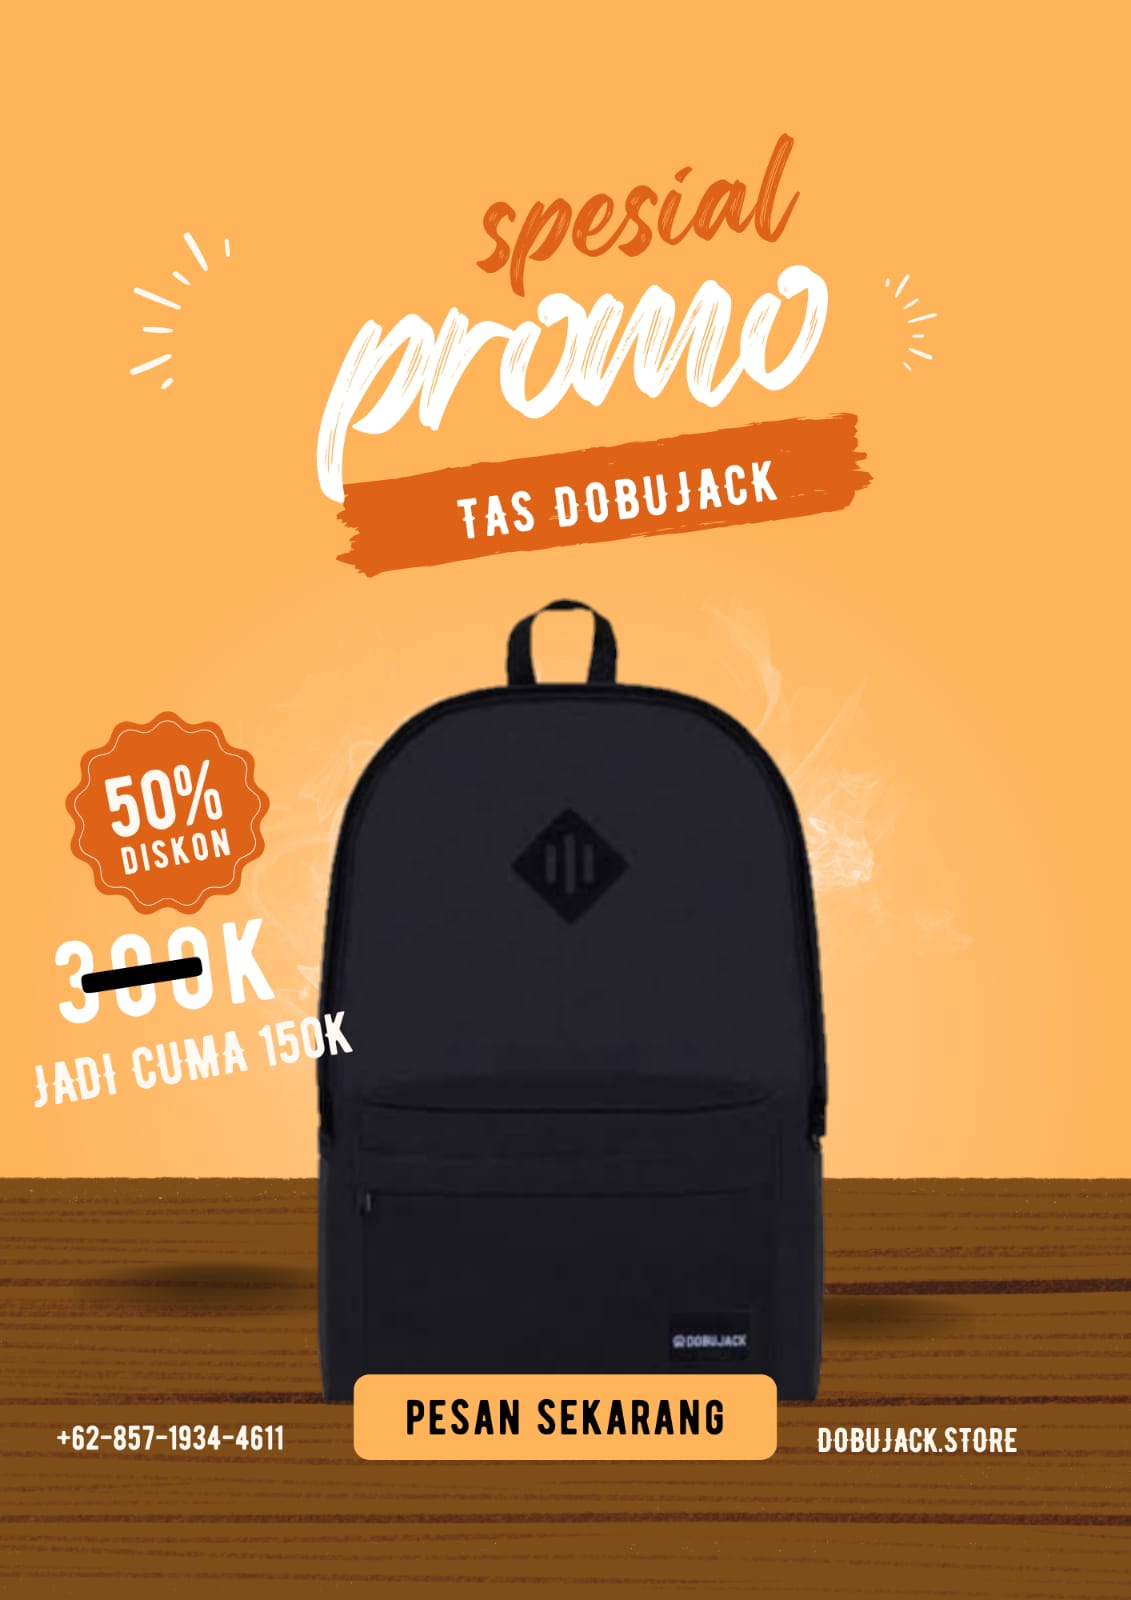 spesial
promo
TAS DOBUJACK
50%
DISKON
300K
JADI CUMA 150K
DOBUJACK
PESAN SEKARANG
+62-857-1934-4611
DOBUJACK.STORE